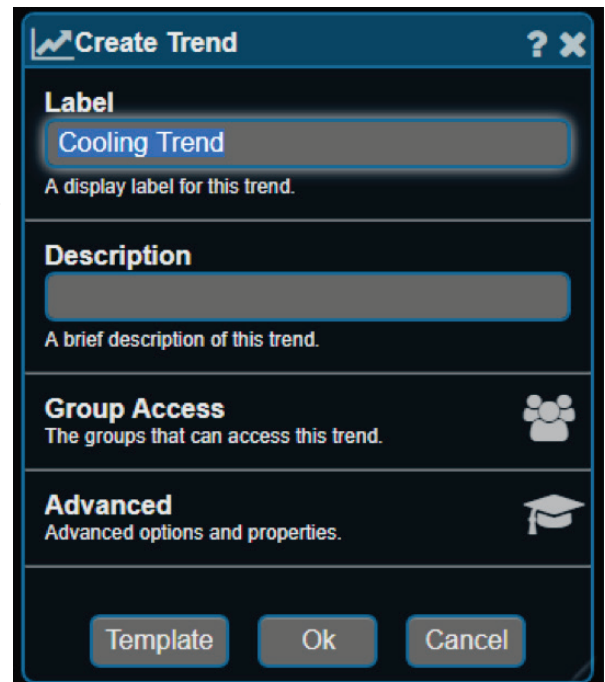 Create Trend ? ✖
Label
Cooling Trend
A display label for this trend.
Description
A brief description of this trend.
Group Access
The groups that can access this trend.
Advanced
Advanced options and properties.
Template Ok Cancel